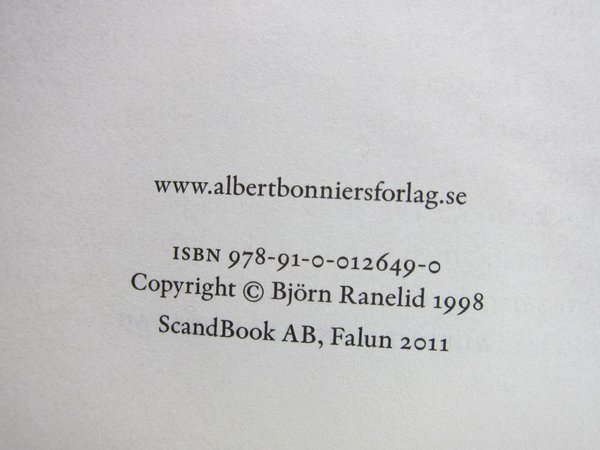 www.albertbonniersforlag.se
ISBN 978-91-0-012649-0
Copyright © Björn Ranelid 1998
ScandBook AB, Falun 2011